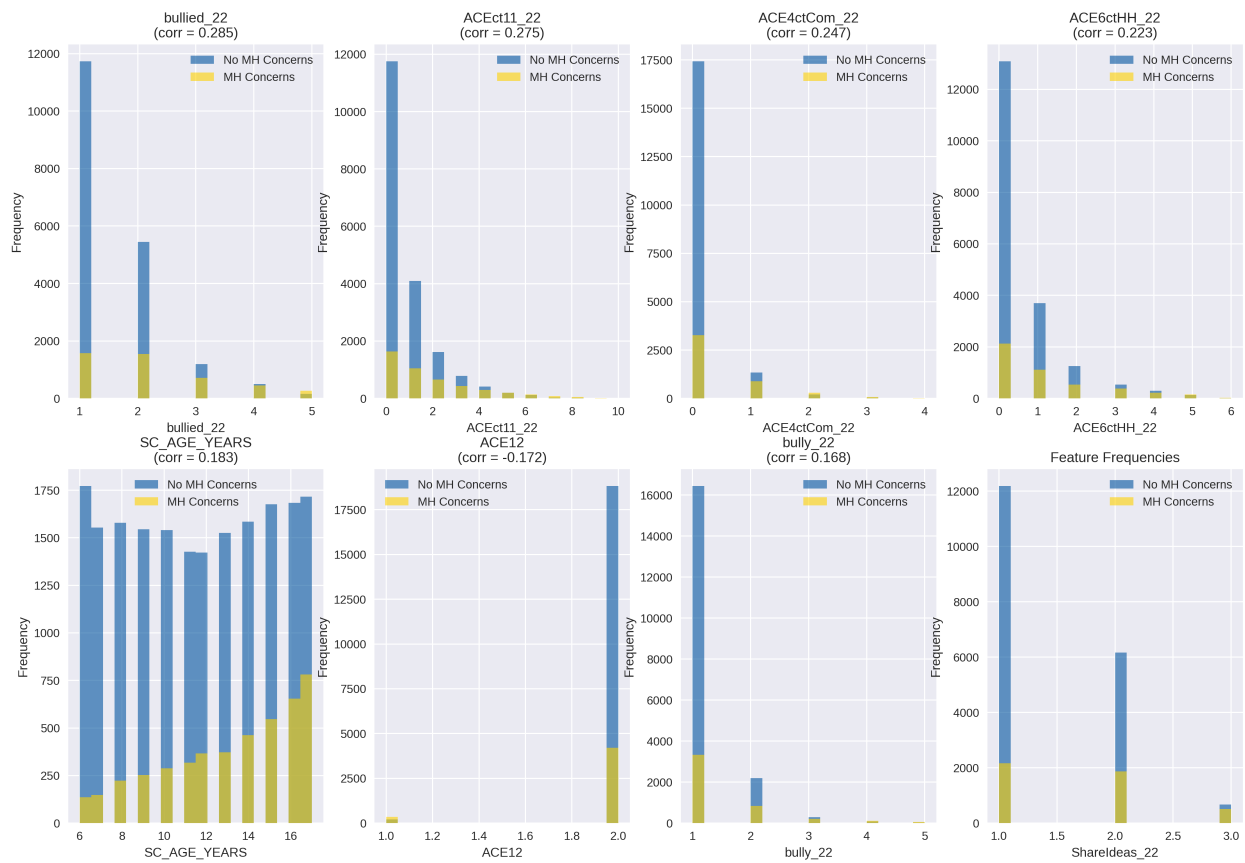 bullied_22
(corr = 0.285)
12000
10000
8000
6000
4000
2000
0
Frequency
No MH Concerns
MH Concerns
1 2 3 4 5
bullied_22
ACEct11_22
(corr = 0.275)
12000
10000
8000
6000
4000
2000
0
Frequency
No MH Concerns
MH Concerns
0 2 4 6 8 10
ACEct11_22
ACE4ctCom_22
(corr = 0.247)
17500
15000
12500
10000
7500
5000
2500
0
Frequency
No MH Concerns
MH Concerns
0 1 2 3 4
ACE4ctCom_22
ACE6ctHH_22
(corr = 0.223)
12000
10000
8000
6000
4000
2000
0
Frequency
No MH Concerns
MH Concerns
0 1 2 3 4 5 6
ACE6ctHH_22
SC_AGE_YEARS
(corr = 0.183)
1750
1500
1250
1000
750
500
250
0
Frequency
No MH Concerns
MH Concerns
6 8 10 12 14 16
SC_AGE_YEARS
ACE12
(corr = -0.172)
17500
15000
12500
10000
7500
5000
2500
0
Frequency
No MH Concerns
MH Concerns
1.0 1.2 1.4 1.6 1.8 2.0
ACE12
bully_22
(corr = 0.168)
16000
14000
12000
10000
8000
6000
4000
2000
0
Frequency
No MH Concerns
MH Concerns
1 2 3 4 5
bully_22
Feature Frequencies
12000
10000
8000
6000
4000
2000
0
Frequency
No MH Concerns
MH Concerns
1.0 1.5 2.0 2.5 3.0
ShareIdeas_22